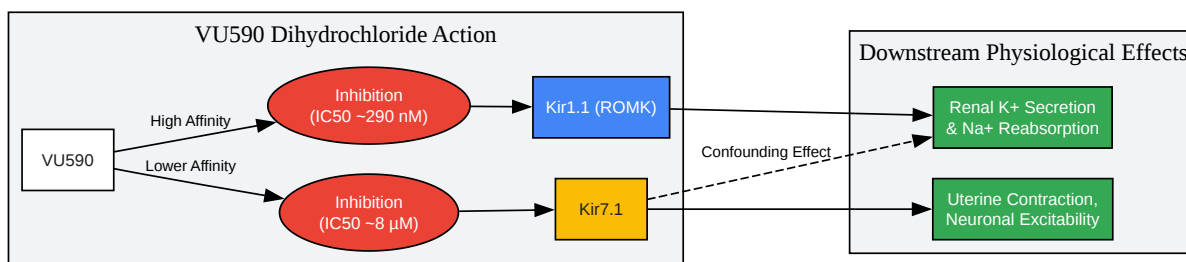 VU590 Dihydrochloride Action
Downstream Physiological Effects
VU590
High Affinity
Lower Affinity
Inhibition
(IC50 ~290 nM)
Kir1.1 (ROMK)
Renal K+ Secretion
& Na+ Reabsorption
Confounding Effect
Inhibition
(IC50 ~8 µM)
Kir7.1
Uterine Contraction,
Neuronal Excitability